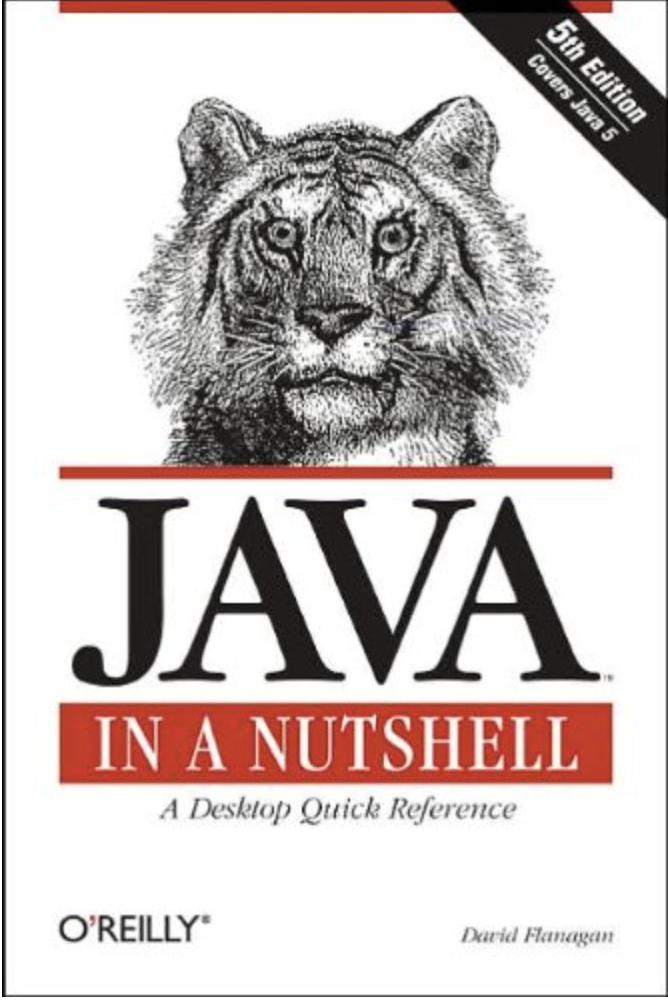 5th Edition
Covers Java 5
JAVA™
IN A NUTSHELL
A Desktop Quick Reference
O'REILLY®
David Flanagan